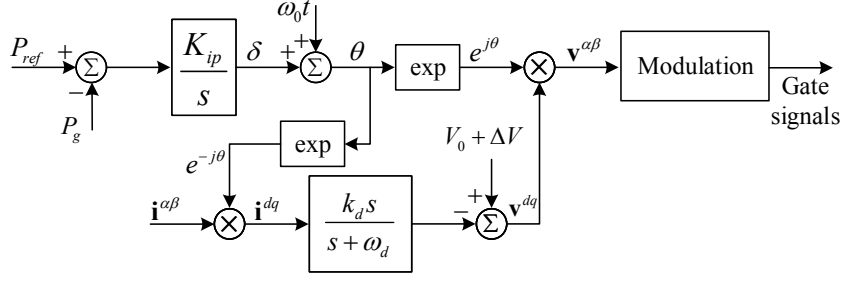 ω₀t
P_ref + Σ − P_g
K_ip / s
δ + + Σ θ
exp
e^{jθ}
×
v^{αβ}
Modulation
Gate signals
exp
e^{-jθ}
V₀ + ΔV
i^{αβ} × i^{dq}
k_d s / s + ω_d
− + Σ v^{dq}